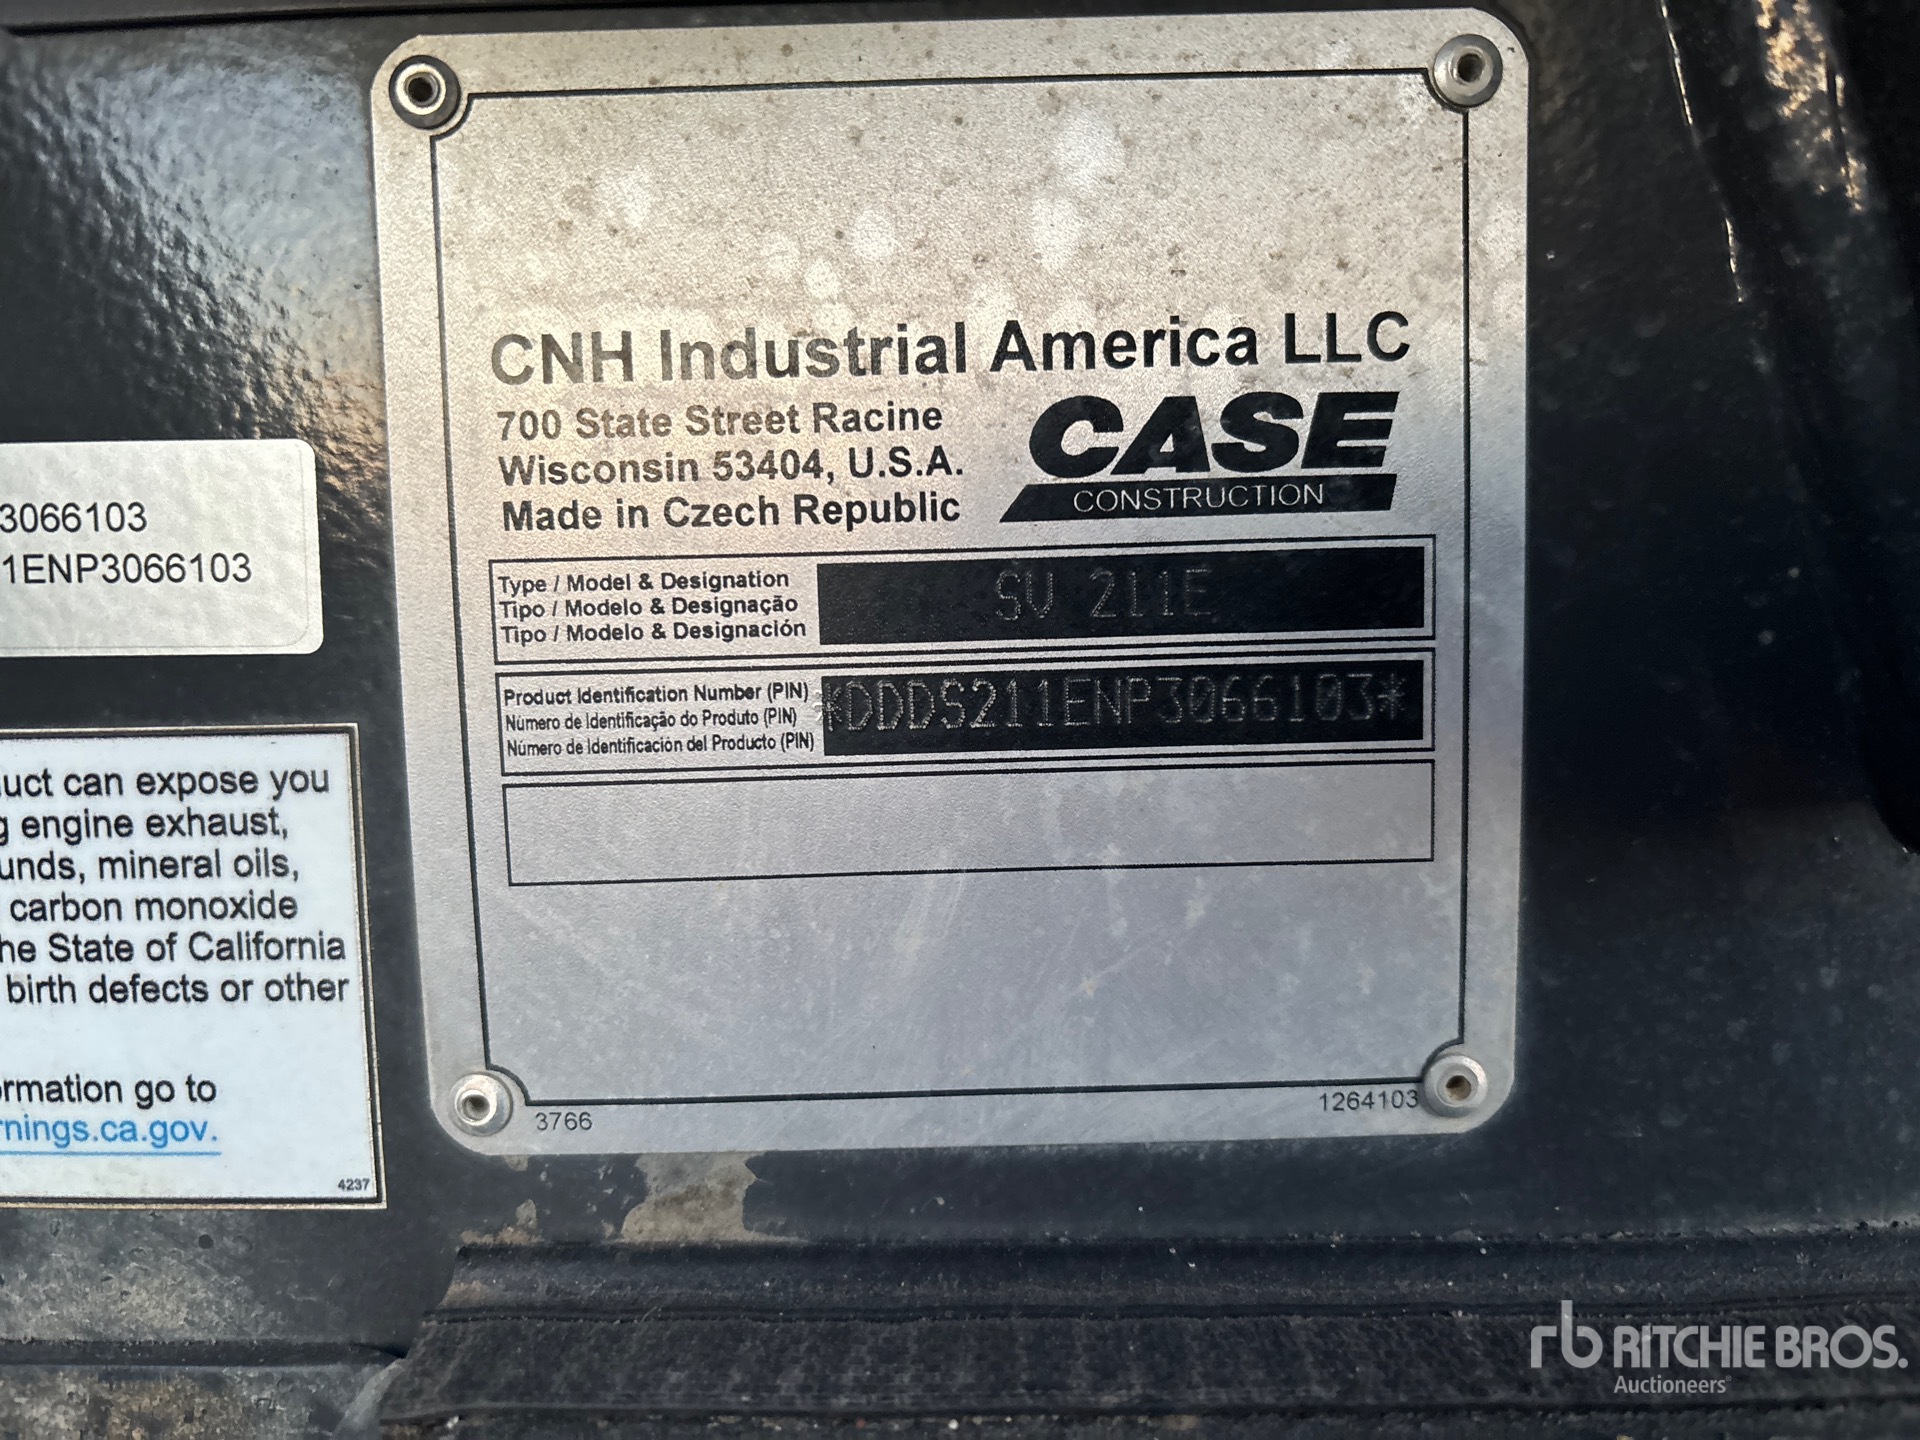 CNH Industrial America LLC
700 State Street Racine
Wisconsin 53404, U.S.A.
Made in Czech Republic
CASE
CONSTRUCTION
Type / Model & Designation
Tipo / Modelo & Designação
Tipo / Modelo & Designación
SV 211E
Product Identification Number (PIN)
Número de Identificação do Produto (PIN)
Número de Identificación del Producto (PIN)
*DDDS211ENP3066103*
3766
1264103
3066103
1ENP3066103
uct can expose you
g engine exhaust,
unds, mineral oils,
carbon monoxide
he State of California
birth defects or other
ormation go to
rnings.ca.gov.
4237
rb RITCHIE BROS.
Auctioneers